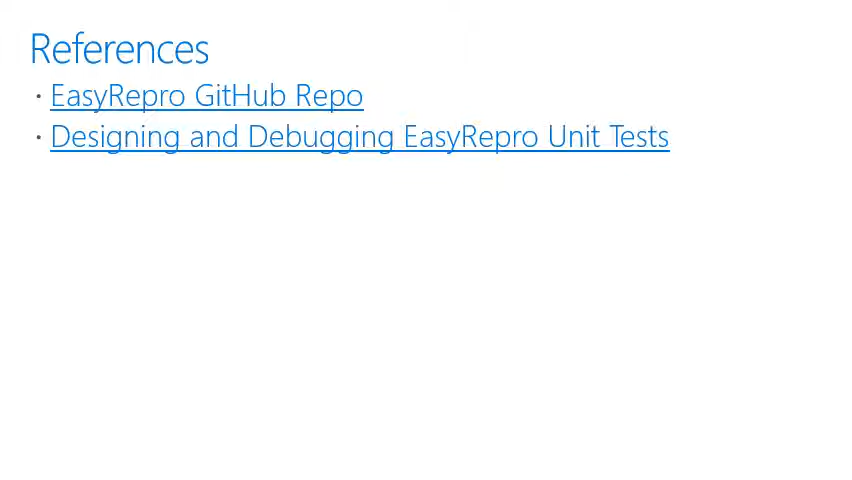 References
· EasyRepro GitHub Repo
· Designing and Debugging EasyRepro Unit Tests